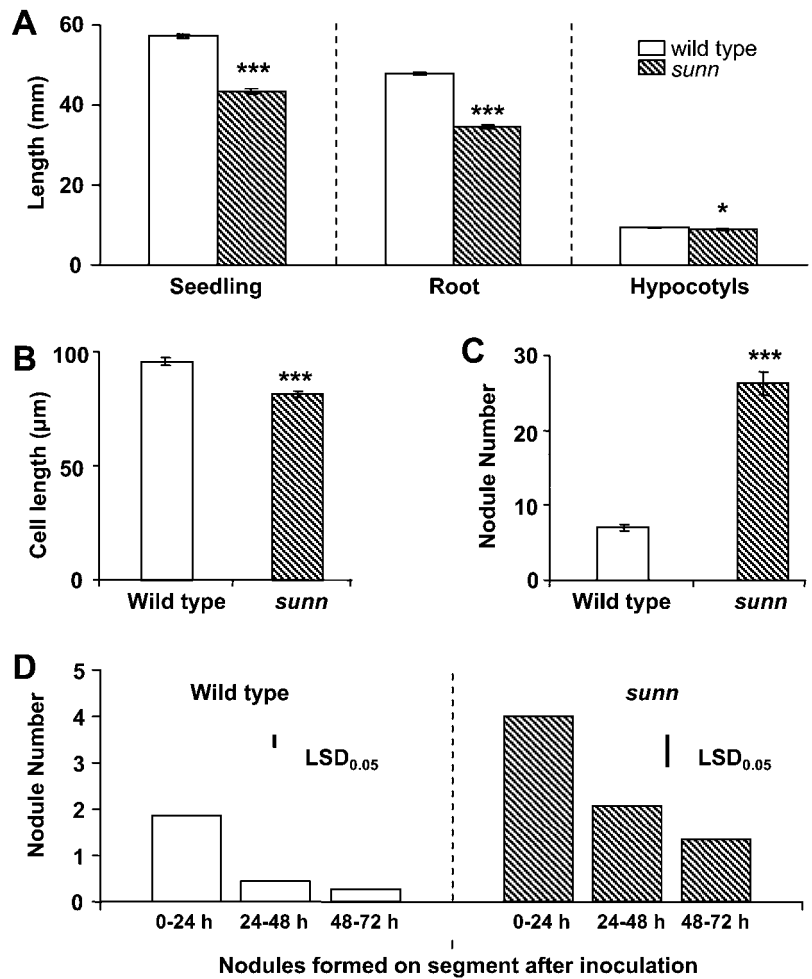 A
60
40
20
0
Length (mm)
***
***
*
wild type
sunn
Seedling Root Hypocotyls
B
100
50
0
Cell length (µm)
***
Wild type sunn
C
30
20
10
0
Nodule Number
***
Wild type sunn
D
5
4
3
2
1
0
Nodule Number
Wild type
LSD0.05
sunn
LSD0.05
0-24 h 24-48 h 48-72 h 0-24 h 24-48 h 48-72 h
Nodules formed on segment after inoculation